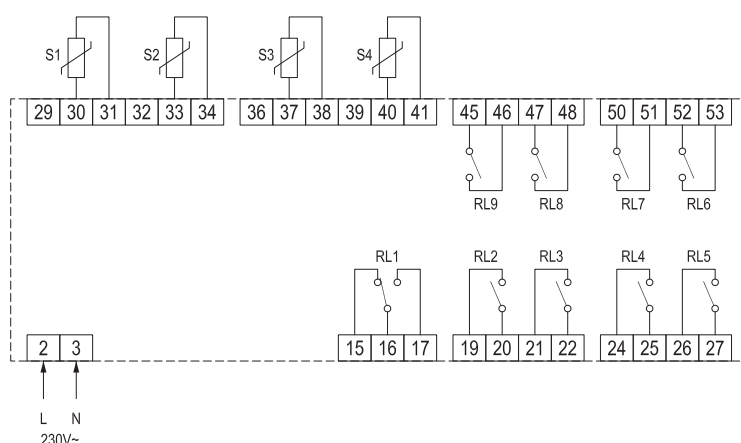 S1 S2 S3 S4
29 30 31 32 33 34 36 37 38 39 40 41 45 46 47 48 50 51 52 53
RL9 RL8 RL7 RL6
RL1 RL2 RL3 RL4 RL5
2 3 15 16 17 19 20 21 22 24 25 26 27
L N
230V~